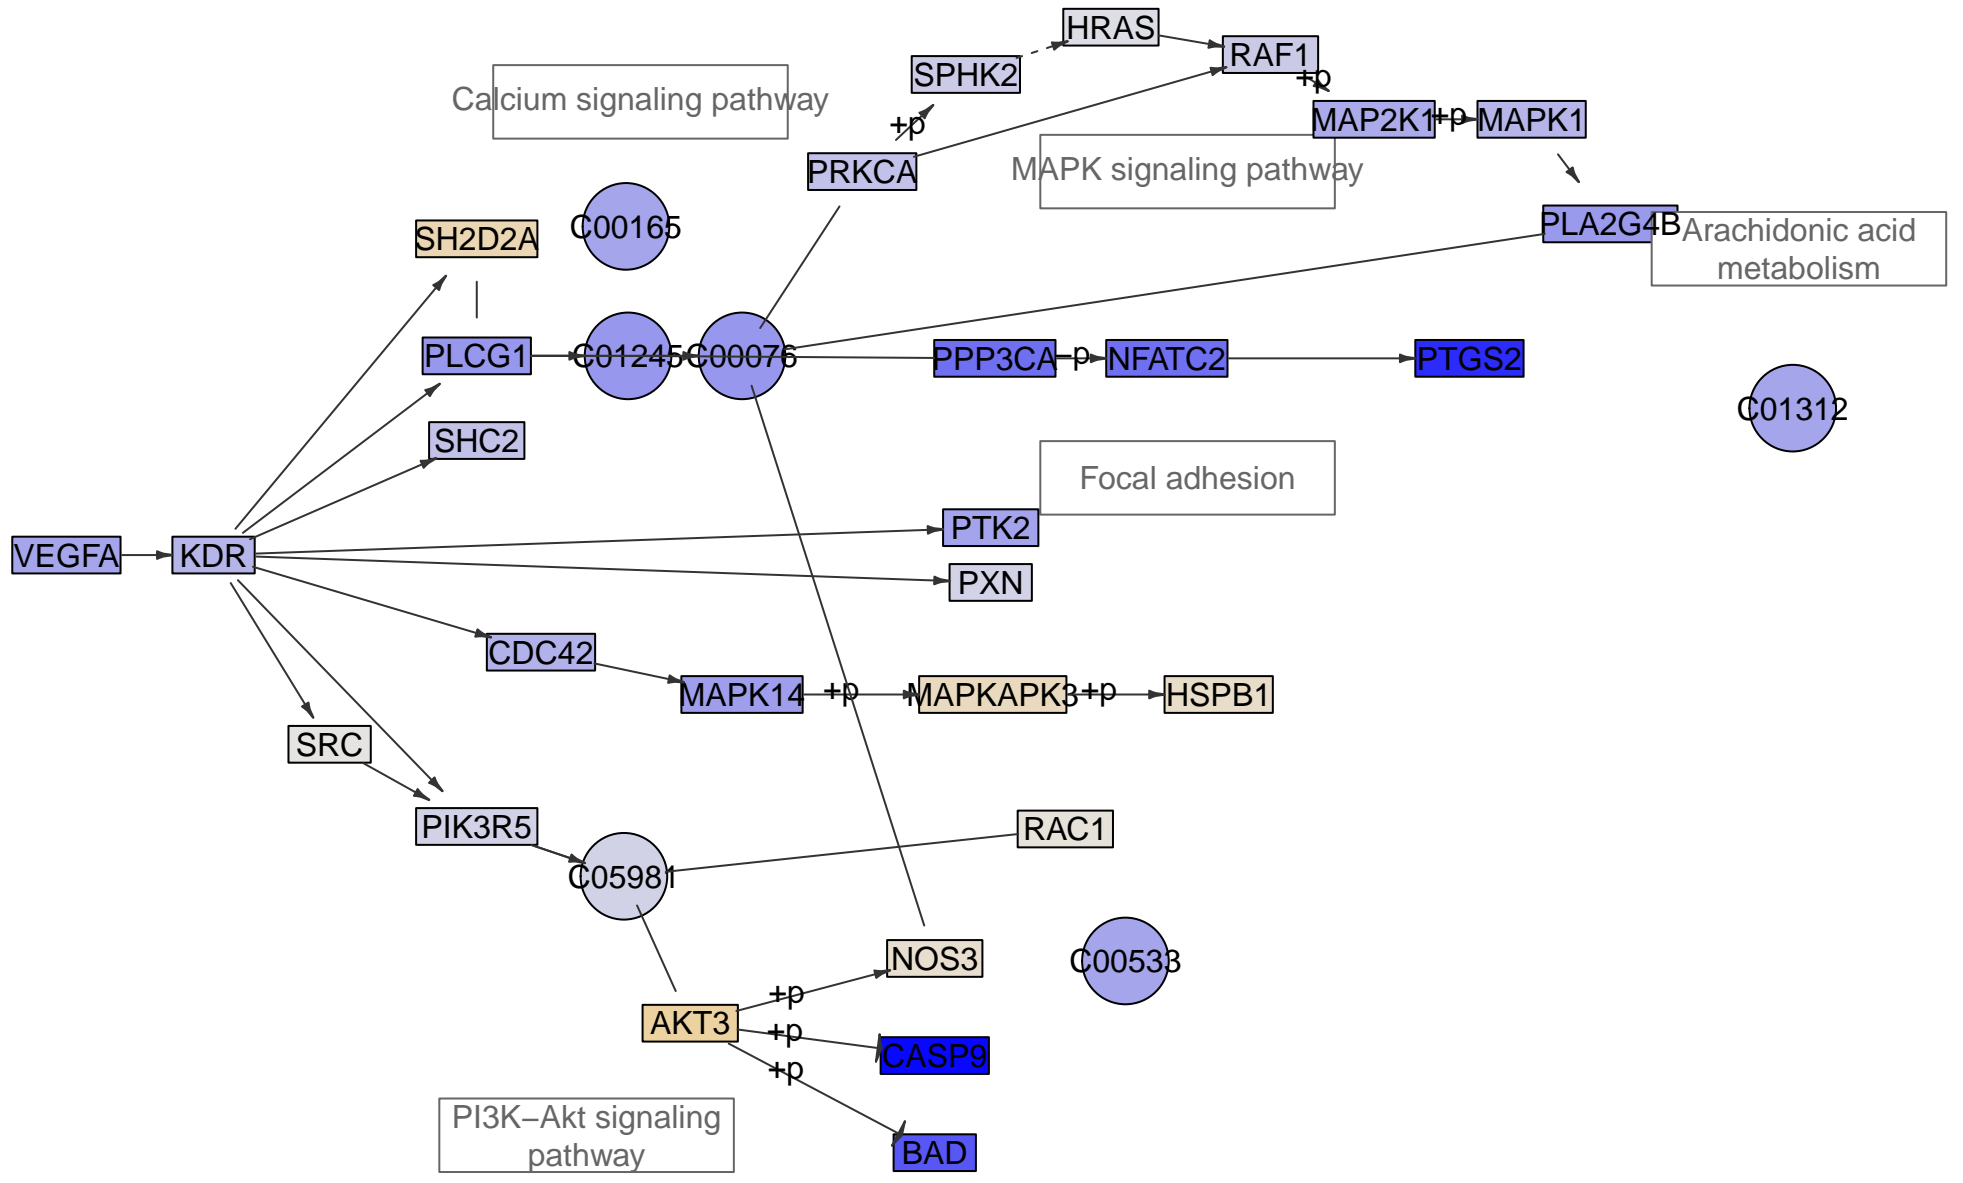 HRAS
RAF1
SPHK2
+p
Calcium signaling pathway
+p
MAP2K1
+p
MAPK1
PRKCA
MAPK signaling pathway
C00165
SH2D2A
PLA2G4B
Arachidonic acid
metabolism
PLCG1
C01245
C00076
PPP3CA
−p
NFATC2
PTGS2
C01312
SHC2
Focal adhesion
PTK2
VEGFA
KDR
PXN
CDC42
MAPK14
+p
MAPKAPK3
+p
HSPB1
SRC
PIK3R5
RAC1
C05981
NOS3
C00533
+p
AKT3
+p
CASP9
+p
PI3K−Akt signaling
pathway
BAD